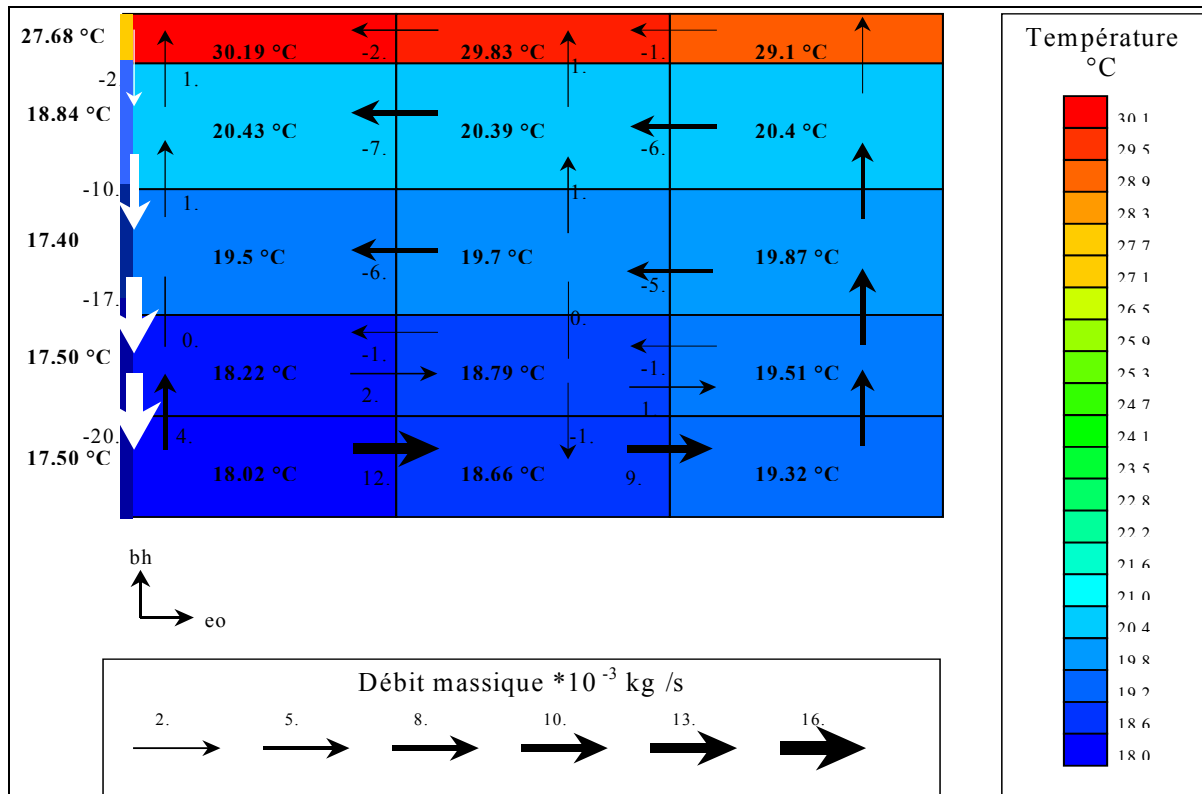 27.68 °C
30.19 °C
-2.
29.83 °C
-1.
29.1 °C
-2
1.
1.
18.84 °C
20.43 °C
-7.
20.39 °C
-6.
20.4 °C
-10.
1.
1.
17.40
19.5 °C
-6.
19.7 °C
-5.
19.87 °C
-17.
0.
0.
17.50 °C
18.22 °C
-1.
2.
18.79 °C
-1.
1
19.51 °C
-20.
4.
-1.
17.50 °C
18.02 °C
12.
18.66 °C
9.
19.32 °C
bh
eo
Débit massique *10 -3 kg /s
2. 5. 8. 10. 13. 16.
Température
°C
30.1
29.5
28.9
28.3
27.7
27.1
26.5
25.9
25.3
24.7
24.1
23.5
22.8
22.2
21.6
21.0
20.4
19.8
19.2
18.6
18.0